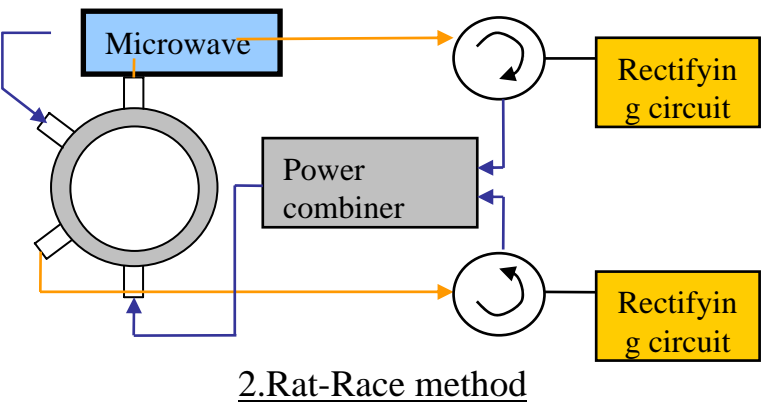 Microwave
Rectifyin
g circuit
Power
combiner
Rectifyin
g circuit
2.Rat-Race method